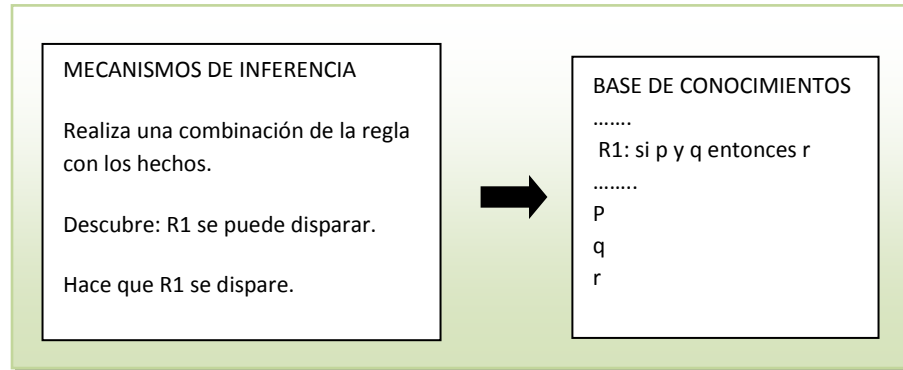 MECANISMOS DE INFERENCIA
Realiza una combinación de la regla
con los hechos.
Descubre: R1 se puede disparar.
Hace que R1 se dispare.
BASE DE CONOCIMIENTOS
…….
R1: si p y q entonces r
……..
P
q
r